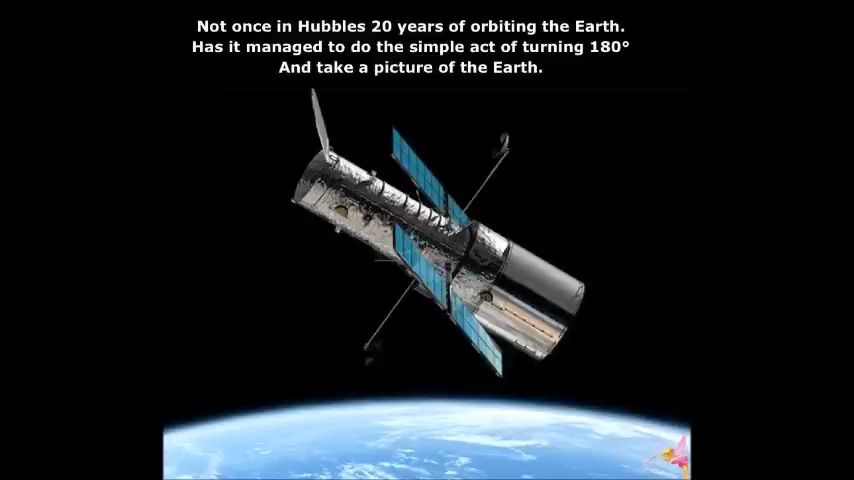 Not once in Hubbles 20 years of orbiting the Earth.
Has it managed to do the simple act of turning 180°
And take a picture of the Earth.